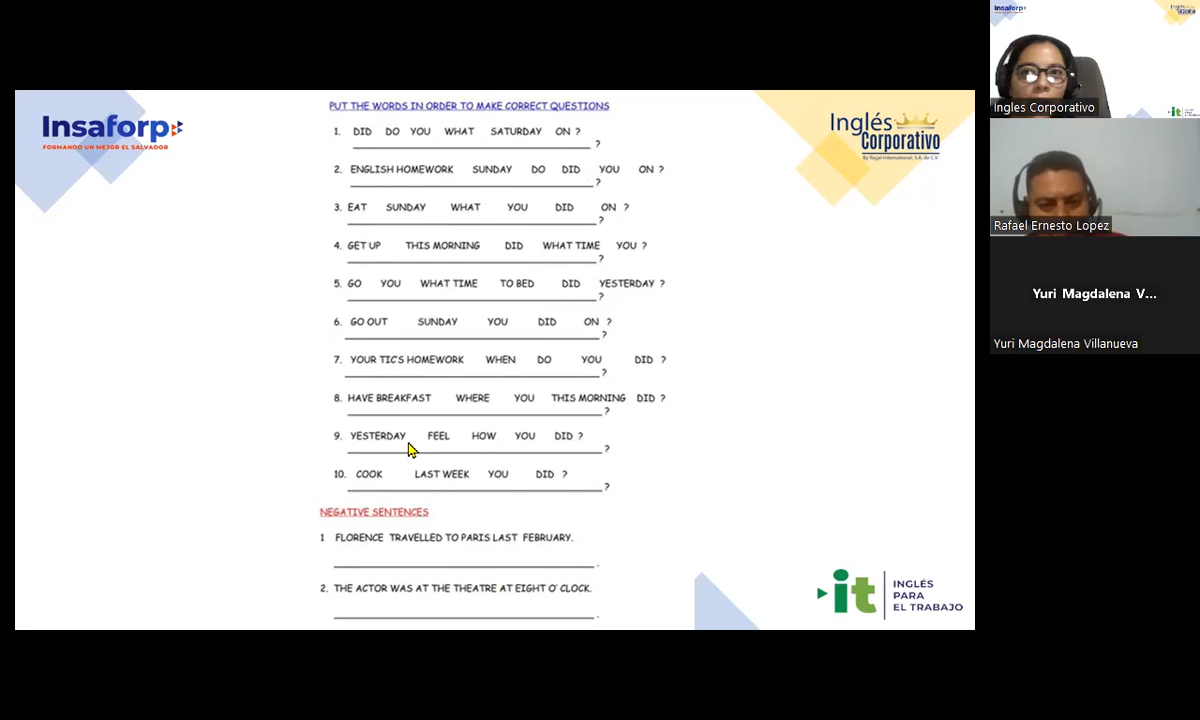 Insaforp
FORMANDO UN MEJOR EL SALVADOR
PUT THE WORDS IN ORDER TO MAKE CORRECT QUESTIONS
1. DID DO YOU WHAT SATURDAY ON ?
?
2. ENGLISH HOMEWORK SUNDAY DO DID YOU ON ?
?
3. EAT SUNDAY WHAT YOU DID ON ?
?
4. GET UP THIS MORNING DID WHAT TIME YOU ?
?
5. GO YOU WHAT TIME TO BED DID YESTERDAY ?
?
6. GO OUT SUNDAY YOU DID ON ?
?
7. YOUR TIC'S HOMEWORK WHEN DO YOU DID ?
?
8. HAVE BREAKFAST WHERE YOU THIS MORNING DID ?
?
9. YESTERDAY FEEL HOW YOU DID ?
?
10. COOK LAST WEEK YOU DID ?
?
NEGATIVE SENTENCES
1 FLORENCE TRAVELLED TO PARIS LAST FEBRUARY.
.
2. THE ACTOR WAS AT THE THEATRE AT EIGHT O' CLOCK.
.
Inglés
Corporativo
By Regal International, S.A. de C.V.
it
INGLÉS
PARA
EL TRABAJO
Insaforp
Ingles Corporativo
Rafael Ernesto Lopez
Yuri Magdalena V...
Yuri Magdalena Villanueva